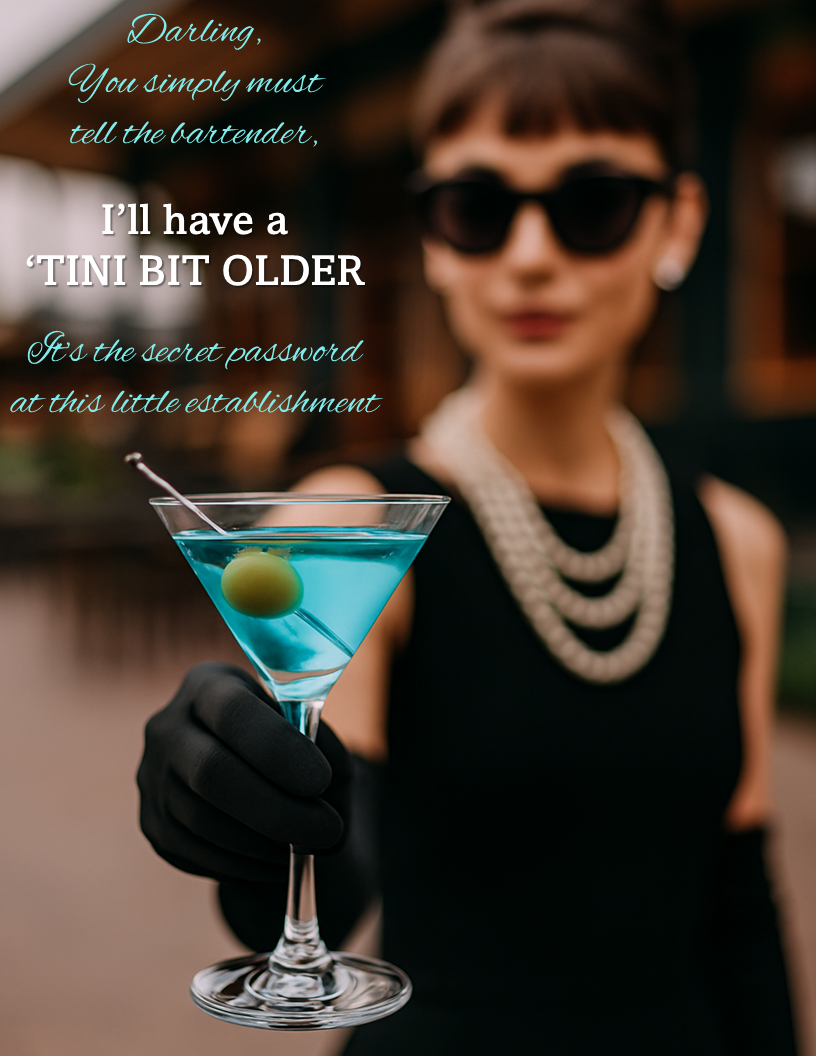 Darling,
You simply must
tell the bartender,
I’ll have a
‘TINI BIT OLDER
It's the secret password
at this little establishment